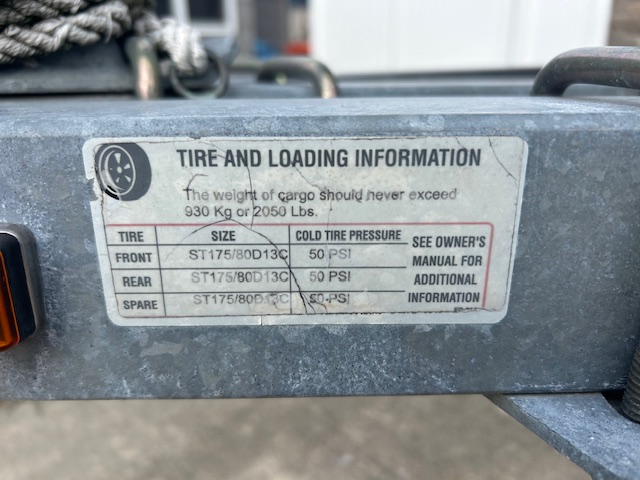 TIRE AND LOADING INFORMATION
The weight of cargo should never exceed
930 Kg or 2050 Lbs.
TIRE SIZE COLD TIRE PRESSURE
FRONT ST175/80D13C 50 PSI
REAR ST175/80D13C 50 PSI
SPARE ST175/80D13C 50 PSI
SEE OWNER'S
MANUAL FOR
ADDITIONAL
INFORMATION